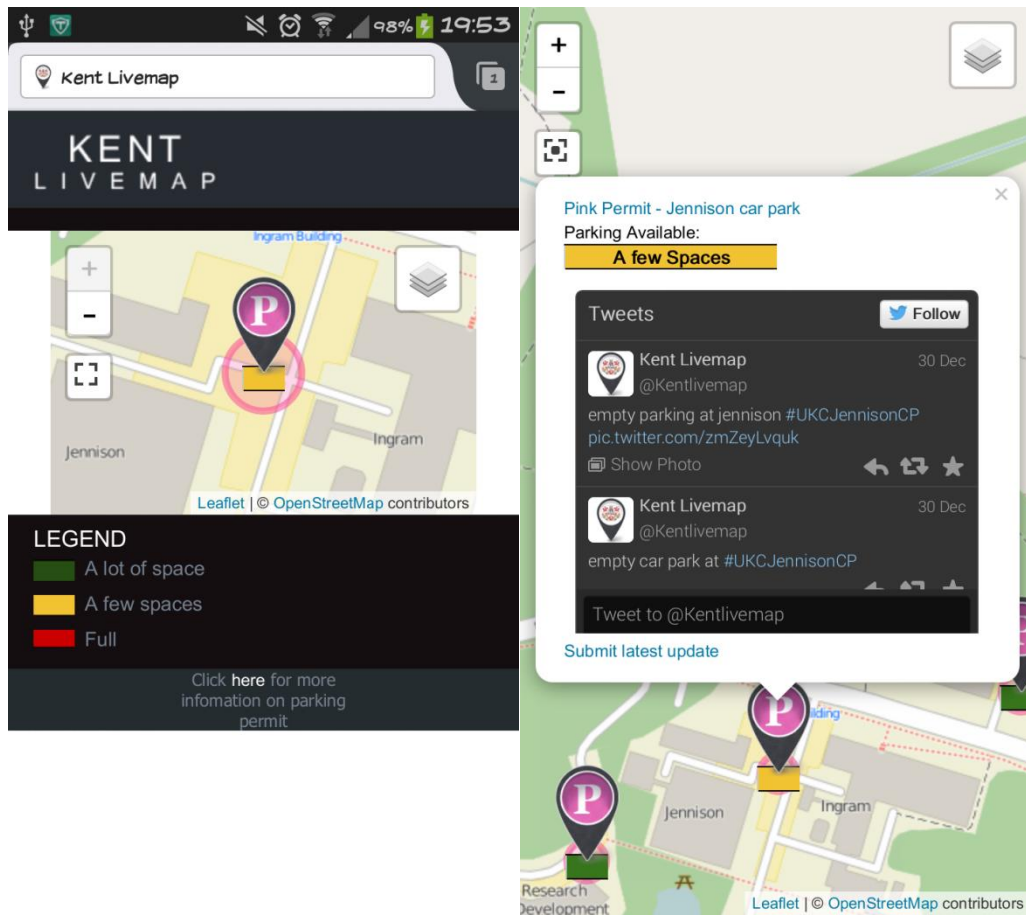 98% 19:53
Kent Livemap
1
KENT
LIVEMAP
Ingram Building
+
-
P
Jennison
Ingram
Leaflet | © OpenStreetMap contributors
LEGEND
A lot of space
A few spaces
Full
Click here for more
infomation on parking
permit
+
-
×
Pink Permit - Jennison car park
Parking Available:
A few Spaces
Tweets
Follow
Kent Livemap 30 Dec
@Kentlivemap
empty parking at jennison #UKCJennisonCP
pic.twitter.com/zmZeyLvquk
Show Photo
Kent Livemap 30 Dec
@Kentlivemap
empty car park at #UKCJennisonCP
Tweet to @Kentlivemap
Submit latest update
P
P
Jennison
Ingram
Research
Development
Leaflet | © OpenStreetMap contributors